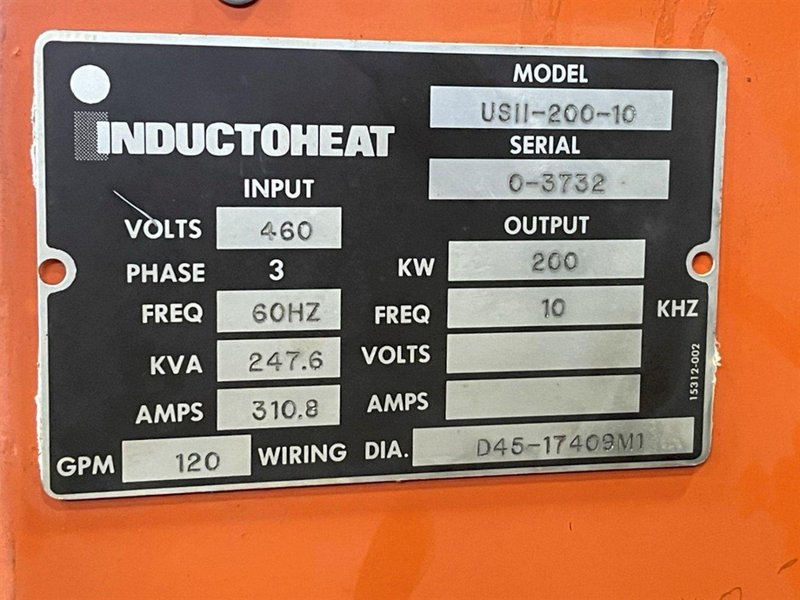 INDUCTOHEAT
MODEL
USII-200-10
SERIAL
0-3732
INPUT
VOLTS 460
PHASE 3
FREQ 60HZ
KVA 247.6
AMPS 310.8
OUTPUT
KW 200
FREQ 10 KHZ
VOLTS
AMPS
GPM 120 WIRING DIA. D45-17409M1
15312-002